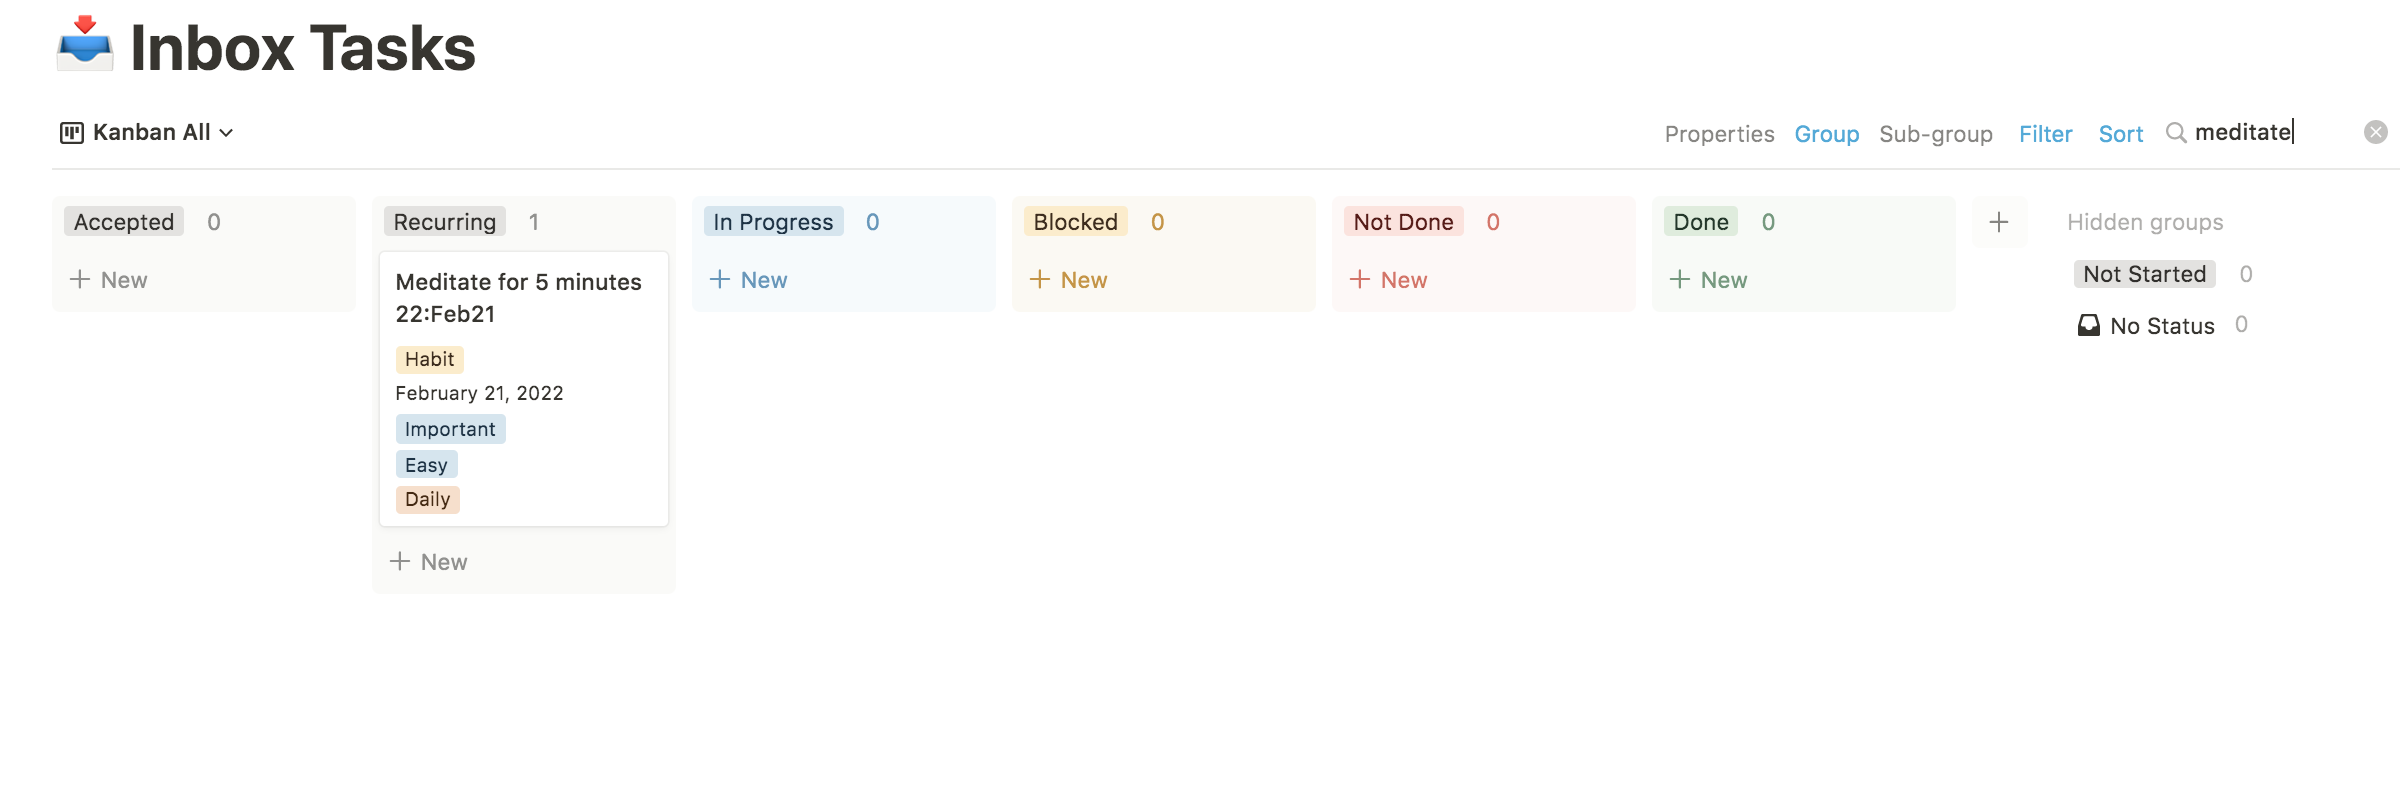 Inbox Tasks
Kanban All
Properties Group Sub-group Filter Sort meditate
Accepted 0
+ New
Recurring 1
Meditate for 5 minutes
22:Feb21
Habit
February 21, 2022
Important
Easy
Daily
+ New
In Progress 0
+ New
Blocked 0
+ New
Not Done 0
+ New
Done 0
+ New
+
Hidden groups
Not Started 0
No Status 0